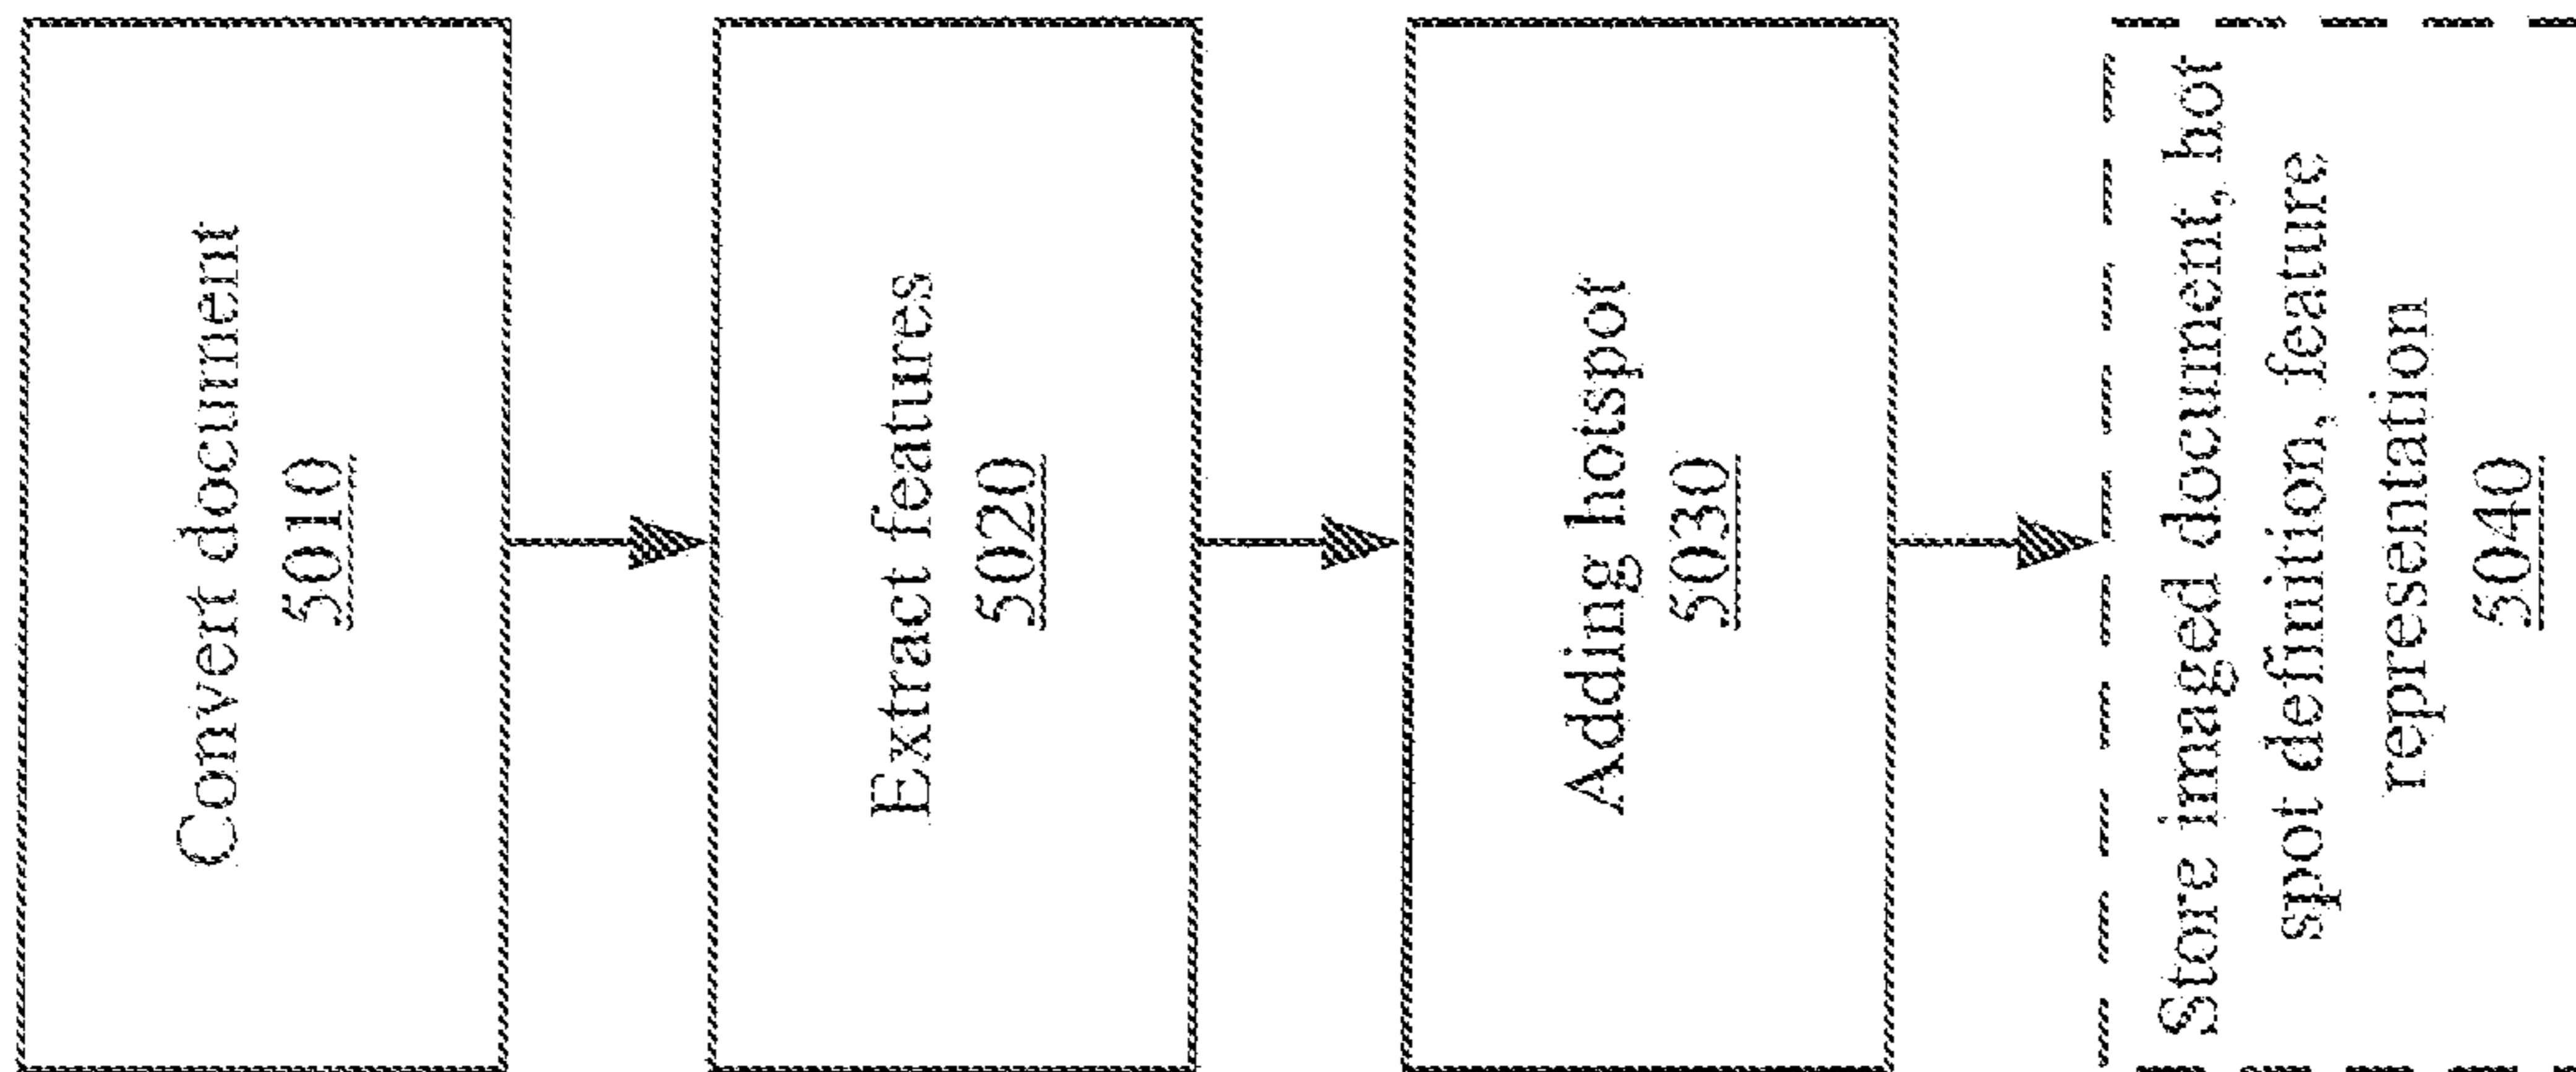 Convert document
5010
Extract features
5020
Adding hotspot
5030
Store imaged document, hot
spot definition, feature
representation
5040